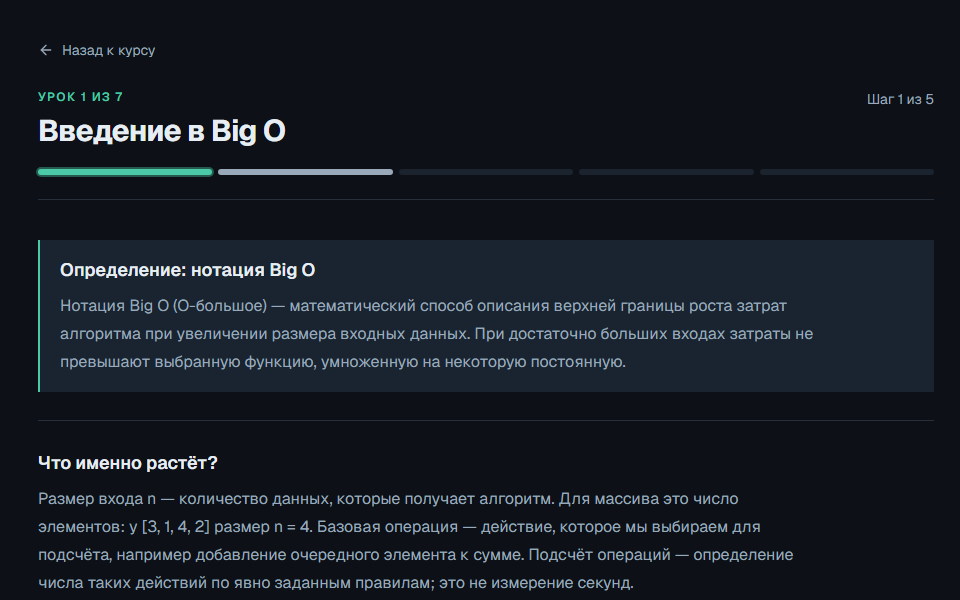 Назад к курсу
УРОК 1 ИЗ 7
Шаг 1 из 5
Введение в Big O
Определение: нотация Big O
Нотация Big O (О-большое) — математический способ описания верхней границы роста затрат
алгоритма при увеличении размера входных данных. При достаточно больших входах затраты не
превышают выбранную функцию, умноженную на некоторую постоянную.
Что именно растёт?
Размер входа n — количество данных, которые получает алгоритм. Для массива это число
элементов: у [3, 1, 4, 2] размер n = 4. Базовая операция — действие, которое мы выбираем для
подсчёта, например добавление очередного элемента к сумме. Подсчёт операций — определение
числа таких действий по явно заданным правилам; это не измерение секунд.